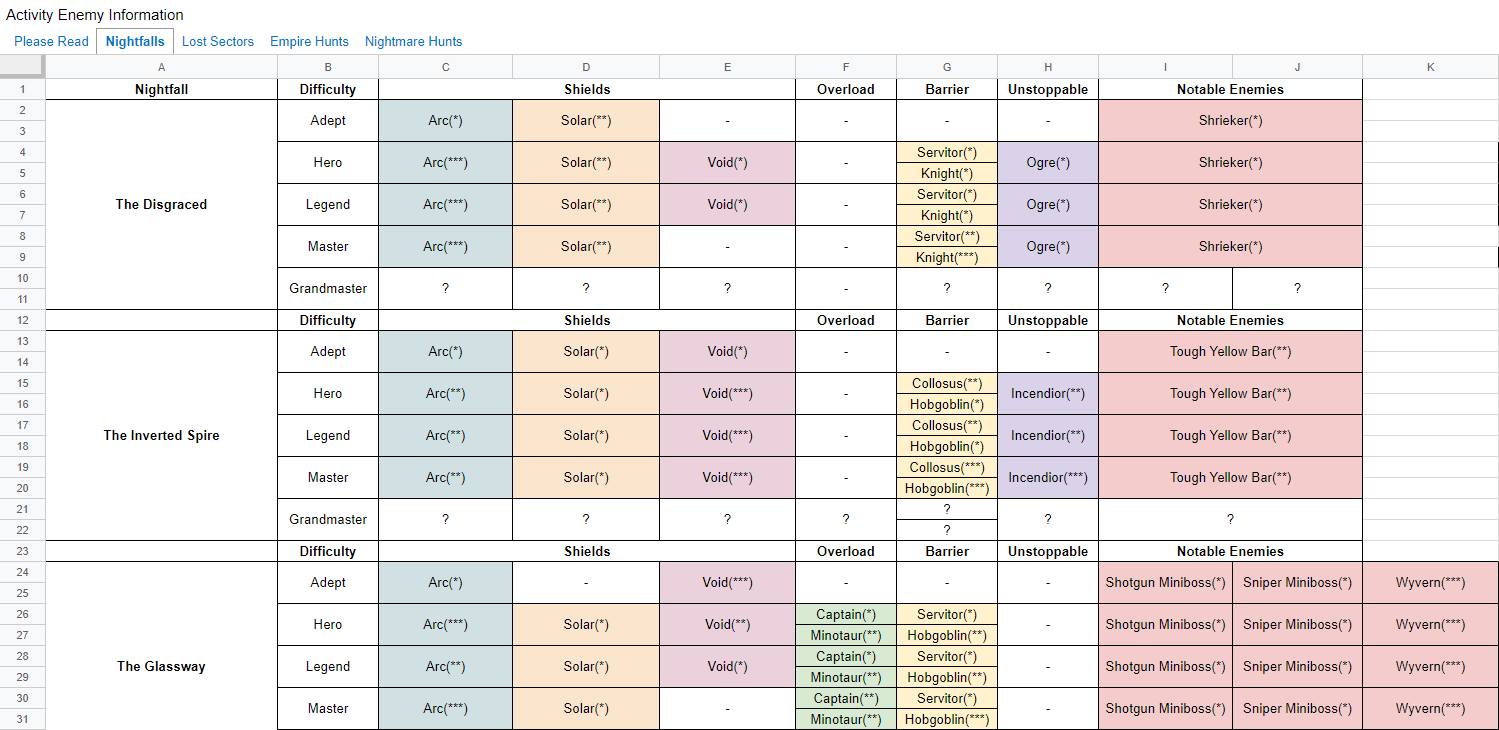 Activity Enemy Information
Please Read Nightfalls Lost Sectors Empire Hunts Nightmare Hunts
A B C D E F G H I J K
1 Nightfall Difficulty Shields Overload Barrier Unstoppable Notable Enemies
2
Adept Arc(*) Solar(**) - - - - Shrieker(*)
3
4 Servitor(*)
Hero Arc(***) Solar(**) Void(*) - Ogre(*) Shrieker(*)
5 Knight(*)
6 Servitor(*)
The Disgraced Legend Arc(***) Solar(**) Void(*) - Ogre(*) Shrieker(*)
7 Knight(*)
8 Servitor(**)
Master Arc(***) Solar(**) - - Ogre(*) Shrieker(*)
9 Knight(***)
10
Grandmaster ? ? ? - ? ? ? ?
11
12 Difficulty Shields Overload Barrier Unstoppable Notable Enemies
13
Adept Arc(*) Solar(*) Void(*) - - - Tough Yellow Bar(**)
14
15 Collosus(**)
Hero Arc(**) Solar(*) Void(***) - Incendior(**) Tough Yellow Bar(**)
16 Hobgoblin(*)
17 Collosus(**)
The Inverted Spire Legend Arc(**) Solar(*) Void(***) - Incendior(**) Tough Yellow Bar(**)
18 Hobgoblin(*)
19 Collosus(***)
Master Arc(**) Solar(*) Void(***) - Incendior(***) Tough Yellow Bar(**)
20 Hobgoblin(***)
21 ?
Grandmaster ? ? ? ? ? ?
22 ?
23 Difficulty Shields Overload Barrier Unstoppable Notable Enemies
24
Adept Arc(*) - Void(***) - - - Shotgun Miniboss(*) Sniper Miniboss(*) Wyvern(***)
25
26 Captain(*) Servitor(*)
Hero Arc(***) Solar(*) Void(**) - Shotgun Miniboss(*) Sniper Miniboss(*) Wyvern(***)
27 Minotaur(**) Hobgoblin(**)
28 Captain(*) Servitor(*)
The Glassway Legend Arc(**) Solar(*) Void(*) - Shotgun Miniboss(*) Sniper Miniboss(*) Wyvern(***)
29 Minotaur(**) Hobgoblin(**)
30 Captain(**) Servitor(*)
Master Arc(***) Solar(*) - - Shotgun Miniboss(*) Sniper Miniboss(*) Wyvern(***)
31 Minotaur(**) Hobgoblin(***)